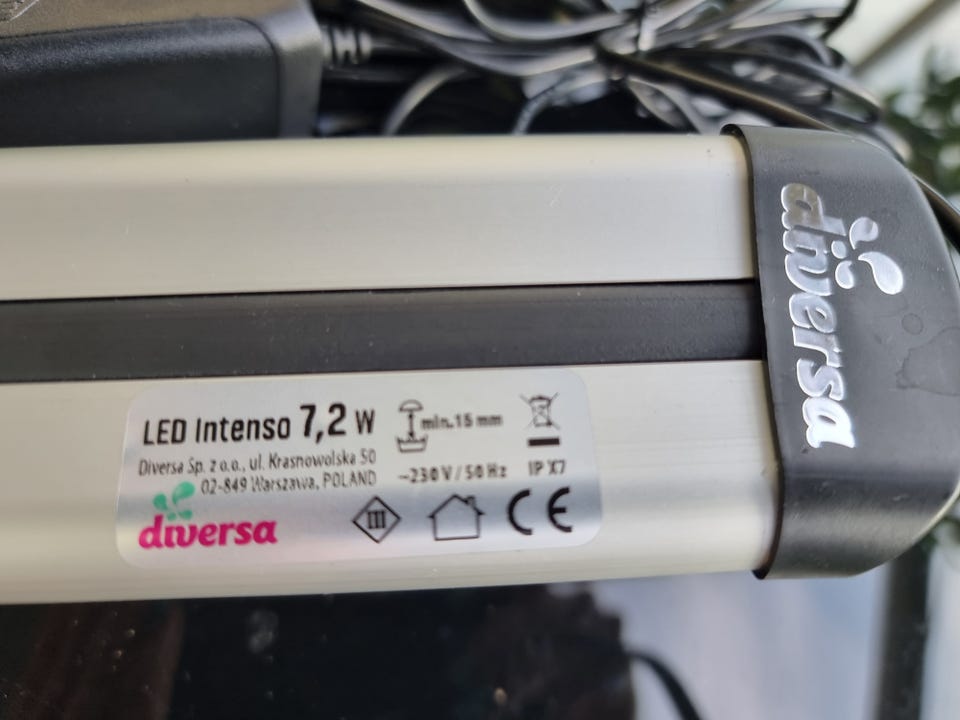 LED Intenso 7,2 W
min. 15 mm
Diversa Sp. z o.o., ul. Krasnowolska 50
02-849 Warszawa, POLAND
~230 V / 50 Hz
IP X7
diversa
III
CE
diversa